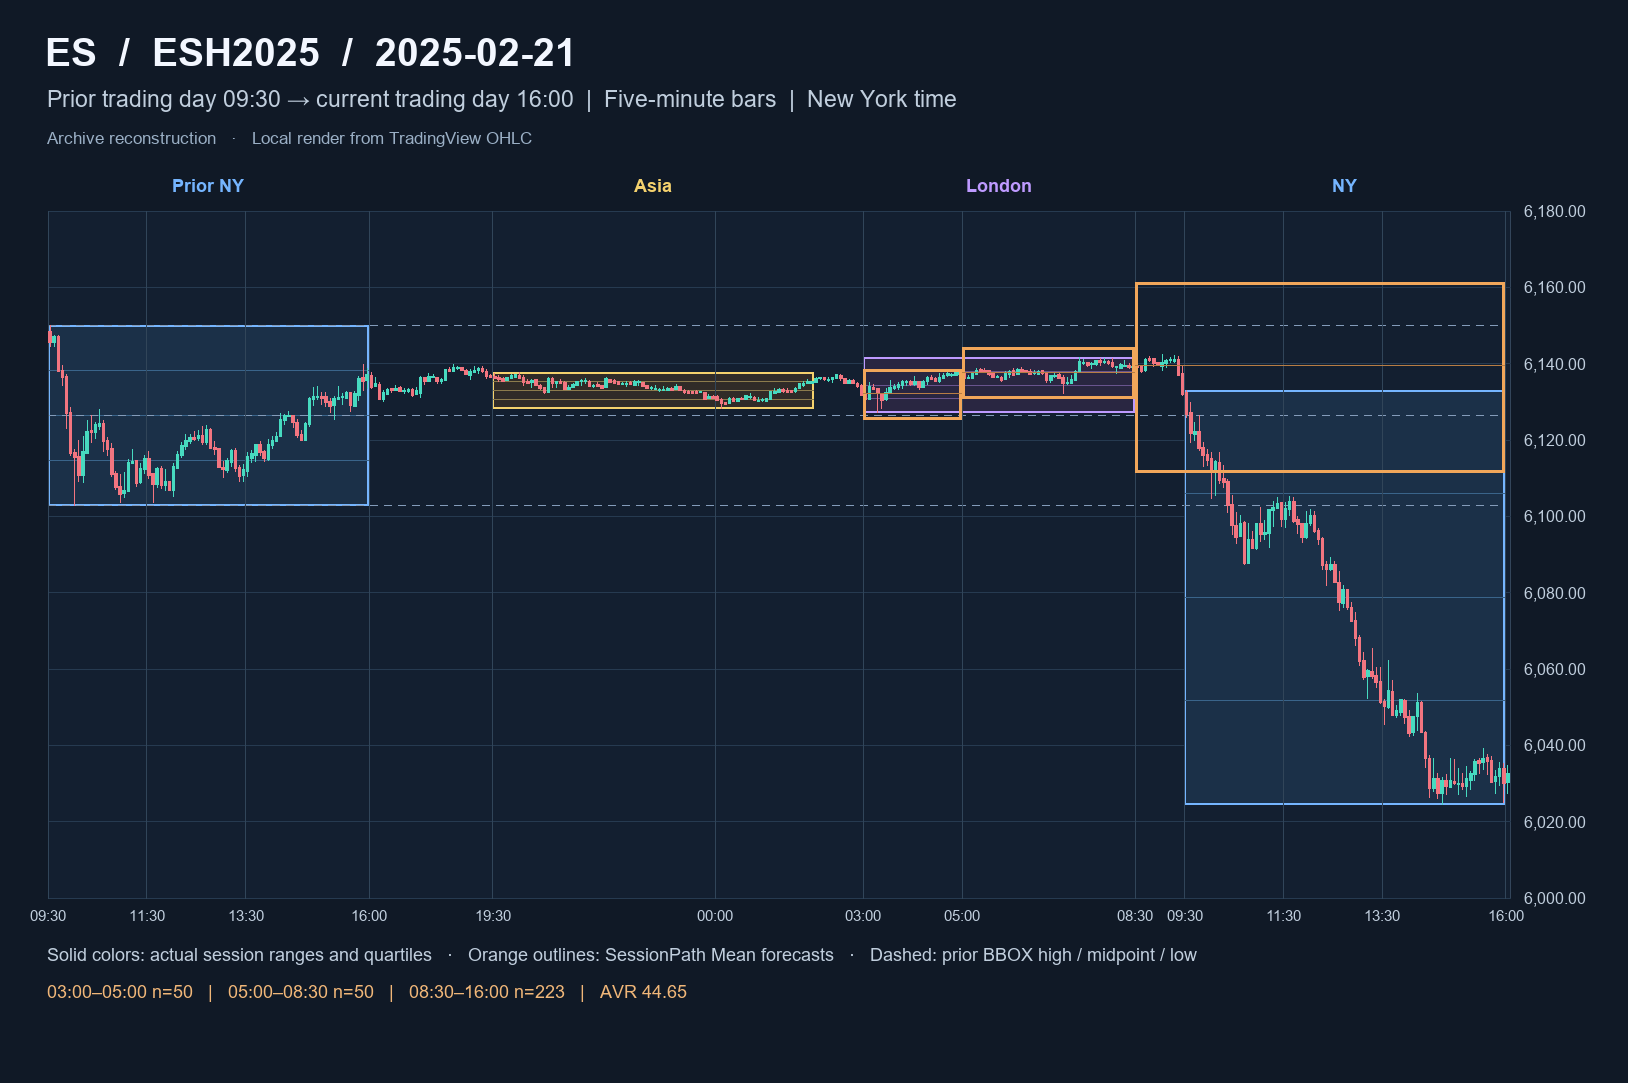 ES / ESH2025 / 2025-02-21
Prior trading day 09:30 → current trading day 16:00 | Five-minute bars | New York time
Archive reconstruction · Local render from TradingView OHLC
Prior NY Asia London NY
6,180.00
6,160.00
6,140.00
6,120.00
6,100.00
6,080.00
6,060.00
6,040.00
6,020.00
6,000.00
09:30 11:30 13:30 16:00 19:30 00:00 03:00 05:00 08:30 09:30 11:30 13:30 16:00
Solid colors: actual session ranges and quartiles · Orange outlines: SessionPath Mean forecasts · Dashed: prior BBOX high / midpoint / low
03:00–05:00 n=50 | 05:00–08:30 n=50 | 08:30–16:00 n=223 | AVR 44.65